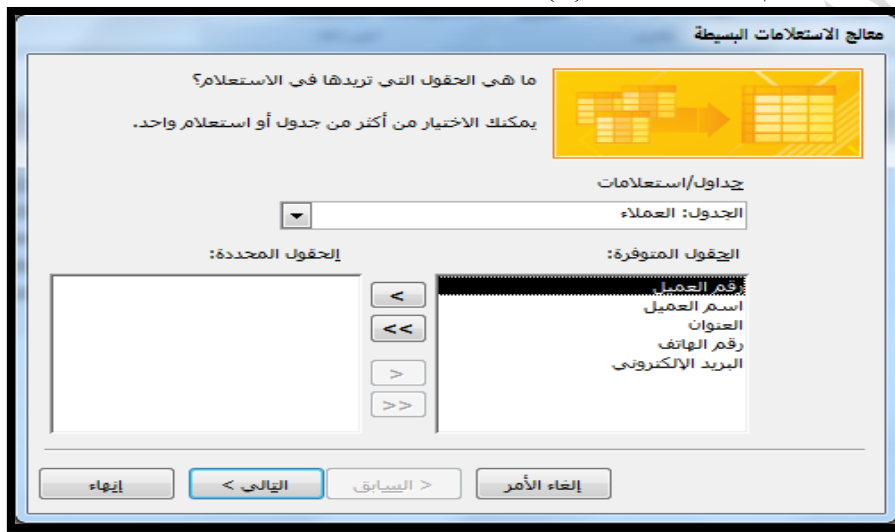 معالج الاستعلامات البسيطة
ما هي الحقول التي تريدها في الاستعلام؟
يمكنك الاختيار من أكثر من جدول أو استعلام واحد.
جداول/استعلامات
الجدول: العملاء
الحقول المتوفرة:
الحقول المحددة:
رقم العميل
اسم العميل
العنوان
رقم الهاتف
البريد الإلكتروني
>
>>
<
<<
إلغاء الأمر
< السابق
التالي >
إنهاء